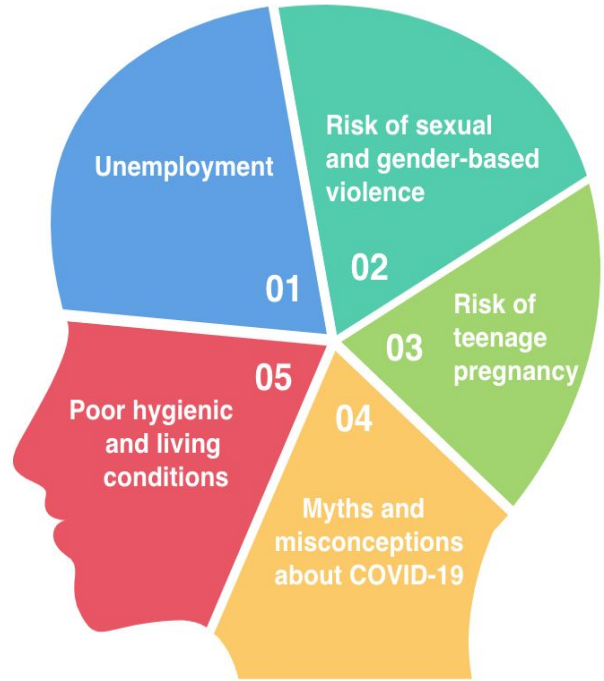 Unemployment
01
Risk of sexual
and gender-based
violence
02
Risk of
teenage
pregnancy
03
04
Myths and
misconceptions
about COVID-19
05
Poor hygienic
and living
conditions